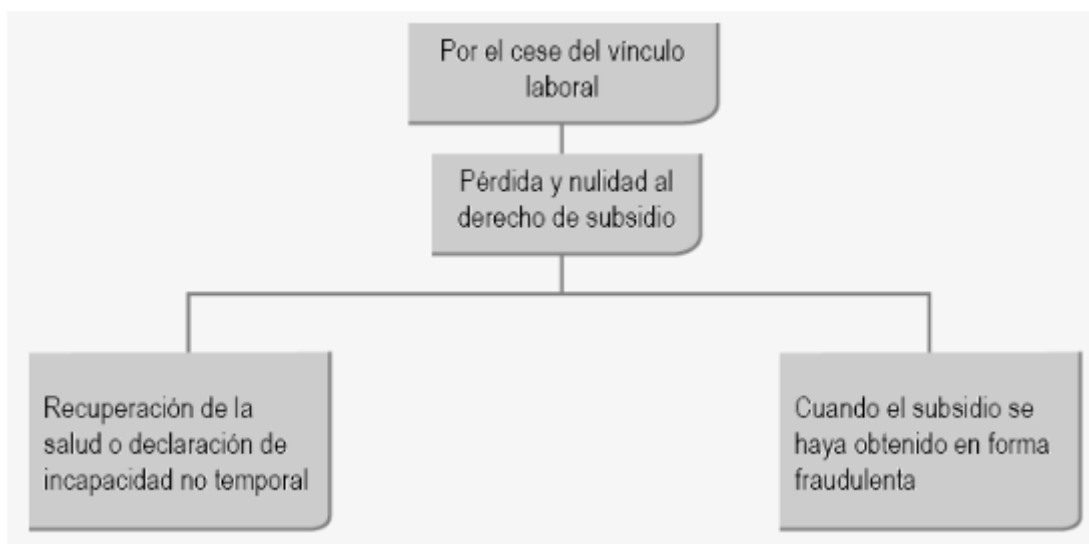 Por el cese del vínculo
laboral
Pérdida y nulidad al
derecho de subsidio
Recuperación de la
salud o declaración de
incapacidad no temporal
Cuando el subsidio se
haya obtenido en forma
fraudulenta